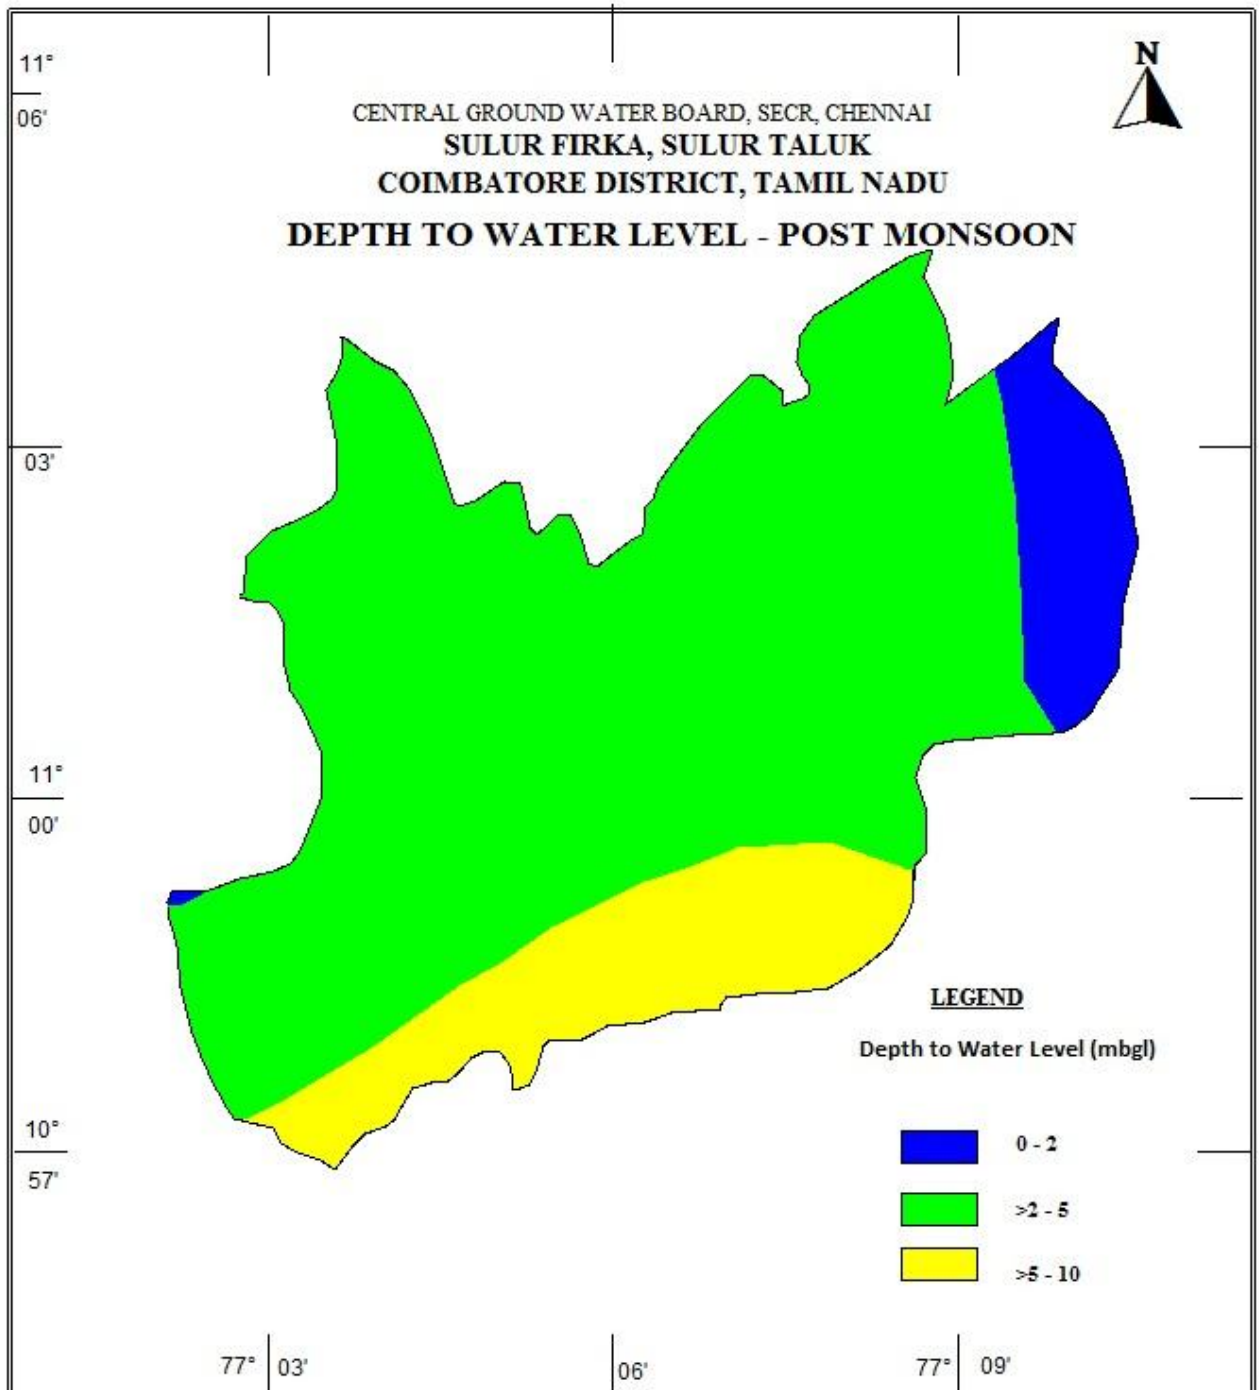 N
11°
06'
CENTRAL GROUND WATER BOARD, SECR, CHENNAI
SULUR FIRKA, SULUR TALUK
COIMBATORE DISTRICT, TAMIL NADU
DEPTH TO WATER LEVEL - POST MONSOON
03'
11°
00'
LEGEND
Depth to Water Level (mbgl)
10°
57'
0 - 2
>2 - 5
>5 - 10
77° 03' 06' 77° 09'